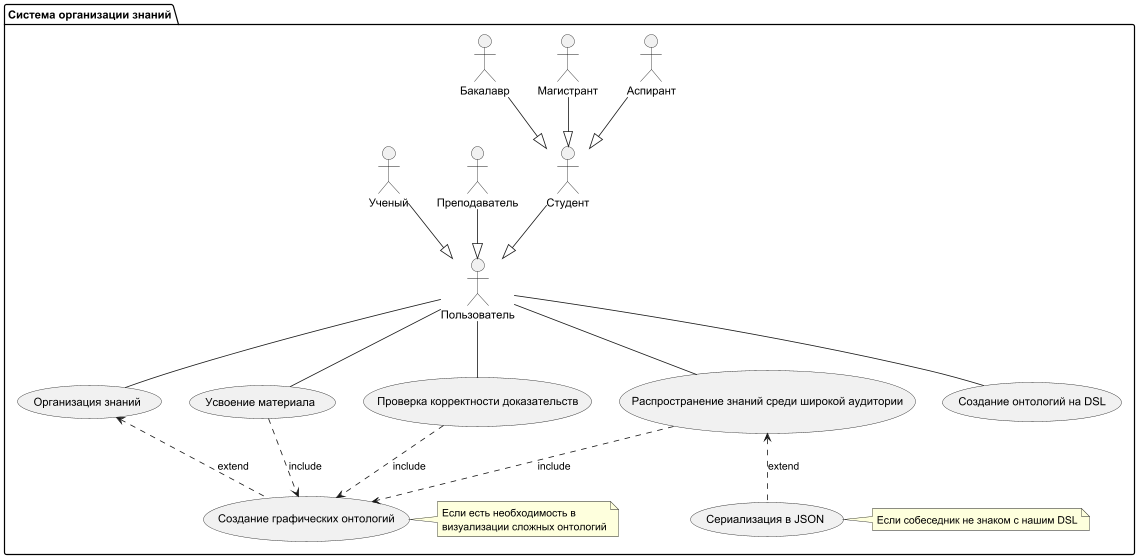 Система организации знаний
Бакалавр
Магистрант
Аспирант
Ученый
Преподаватель
Студент
Пользователь
Организация знаний
Усвоение материала
Проверка корректности доказательств
Распространение знаний среди широкой аудитории
Создание онтологий на DSL
extend
include
include
include
extend
Создание графических онтологий
Если есть необходимость в
визуализации сложных онтологий
Сериализация в JSON
Если собеседник не знаком с нашим DSL